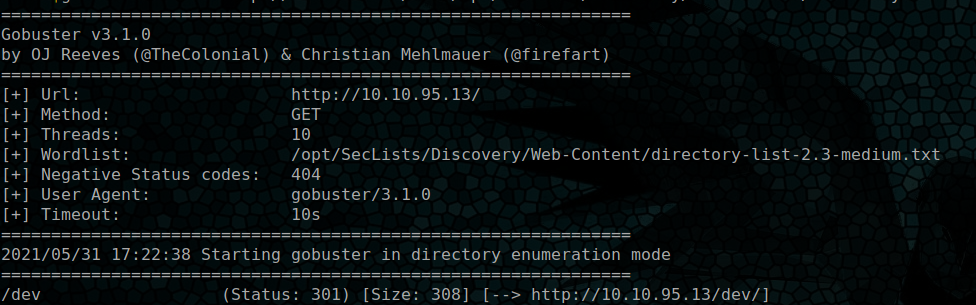 ===============================================================
Gobuster v3.1.0
by OJ Reeves (@TheColonial) & Christian Mehlmauer (@firefart)
===============================================================
[+] Url:                     http://10.10.95.13/
[+] Method:                  GET
[+] Threads:                 10
[+] Wordlist:                /opt/SecLists/Discovery/Web-Content/directory-list-2.3-medium.txt
[+] Negative Status codes:   404
[+] User Agent:              gobuster/3.1.0
[+] Timeout:                 10s
===============================================================
2021/05/31 17:22:38 Starting gobuster in directory enumeration mode
===============================================================
/dev                  (Status: 301) [Size: 308] [--> http://10.10.95.13/dev/]